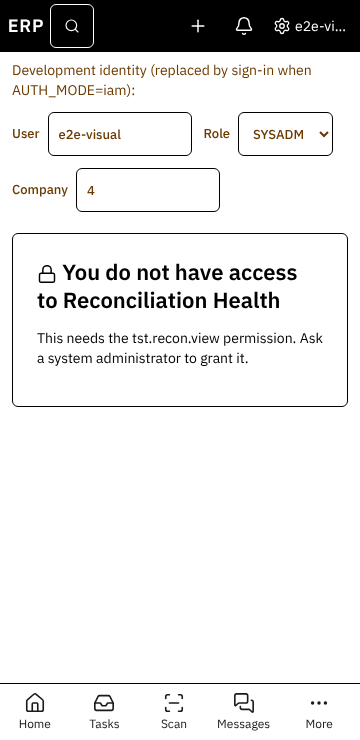 ERP
e2e-vi...
Development identity (replaced by sign-in when
AUTH_MODE=iam):
User e2e-visual Role SYSADM
Company 4
You do not have access
to Reconciliation Health
This needs the tst.recon.view permission. Ask
a system administrator to grant it.
Home Tasks Scan Messages More